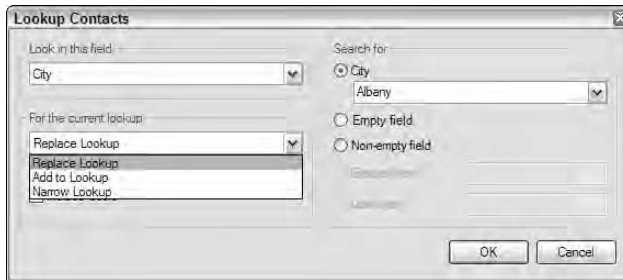 Lookup Contacts
Look in this field
City
For the current lookup
Replace Lookup
Replace Lookup
Add to Lookup
Narrow Lookup
Search for
City
Albany
Empty field
Non-empty field
OK
Cancel